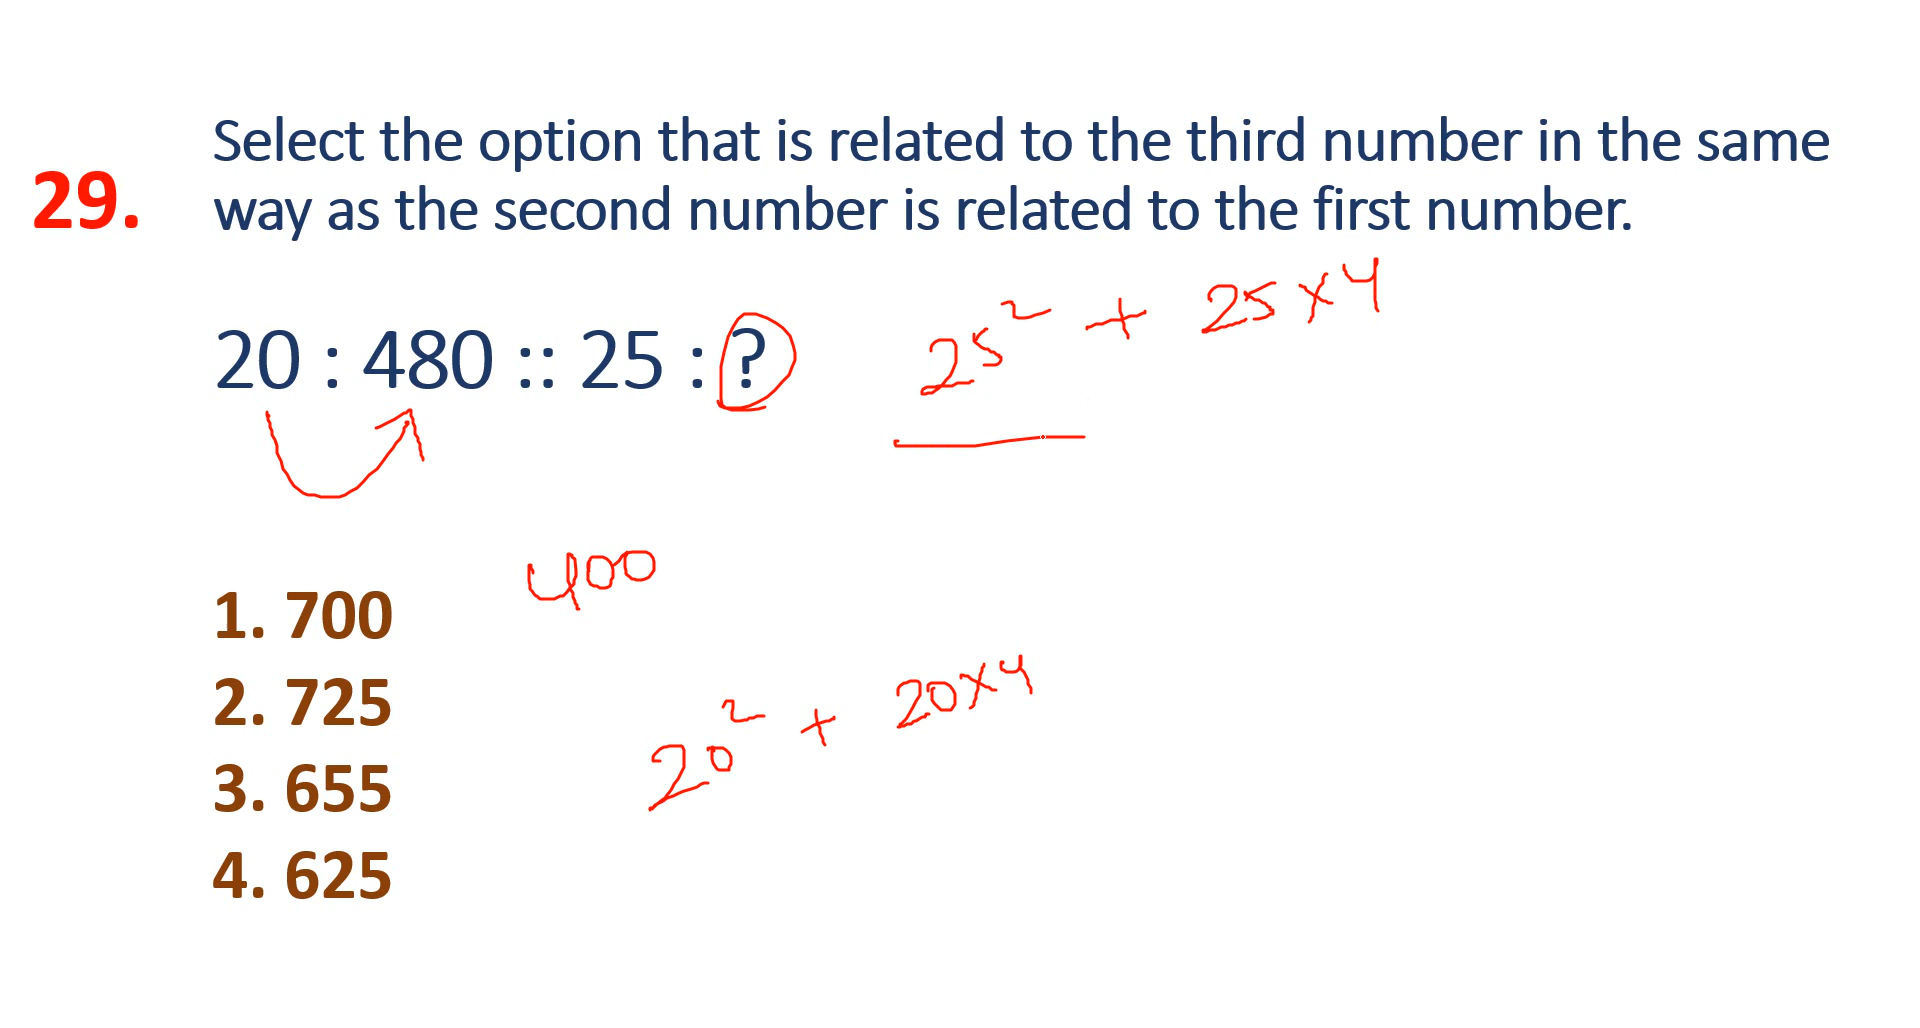 29.
Select the option that is related to the third number in the same
way as the second number is related to the first number.
20 : 480 :: 25 : ?
25² + 25×4
400
20² + 20×4
1. 700
2. 725
3. 655
4. 625